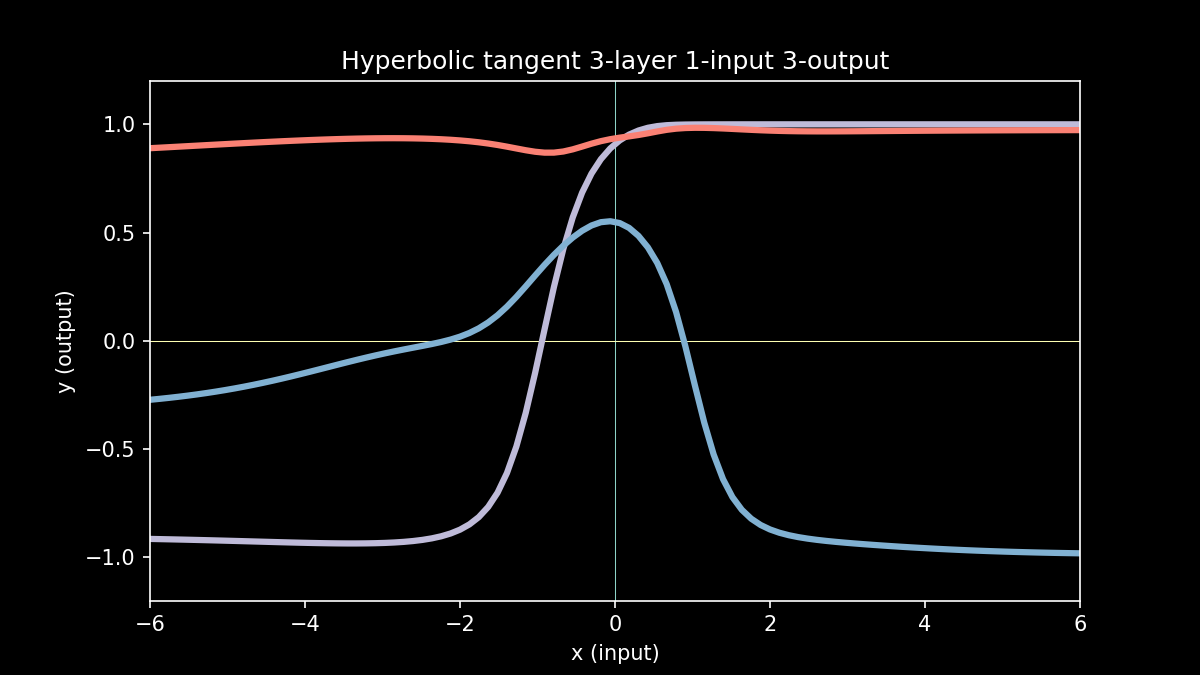 Hyperbolic tangent 3-layer 1-input 3-output
1.0
0.5
0.0
−0.5
−1.0
y (output)
−6 −4 −2 0 2 4 6
x (input)